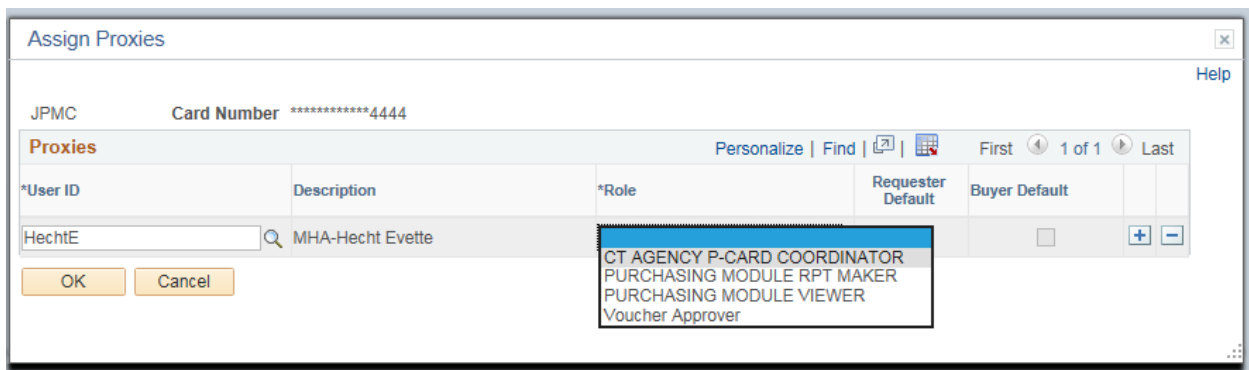 Assign Proxies
Help
JPMC Card Number ************4444
Proxies Personalize | Find | | First 1 of 1 Last
*User ID Description *Role Requester Default Buyer Default
HechtE MHA-Hecht Evette
CT AGENCY P-CARD COORDINATOR
PURCHASING MODULE RPT MAKER
PURCHASING MODULE VIEWER
Voucher Approver
OK Cancel